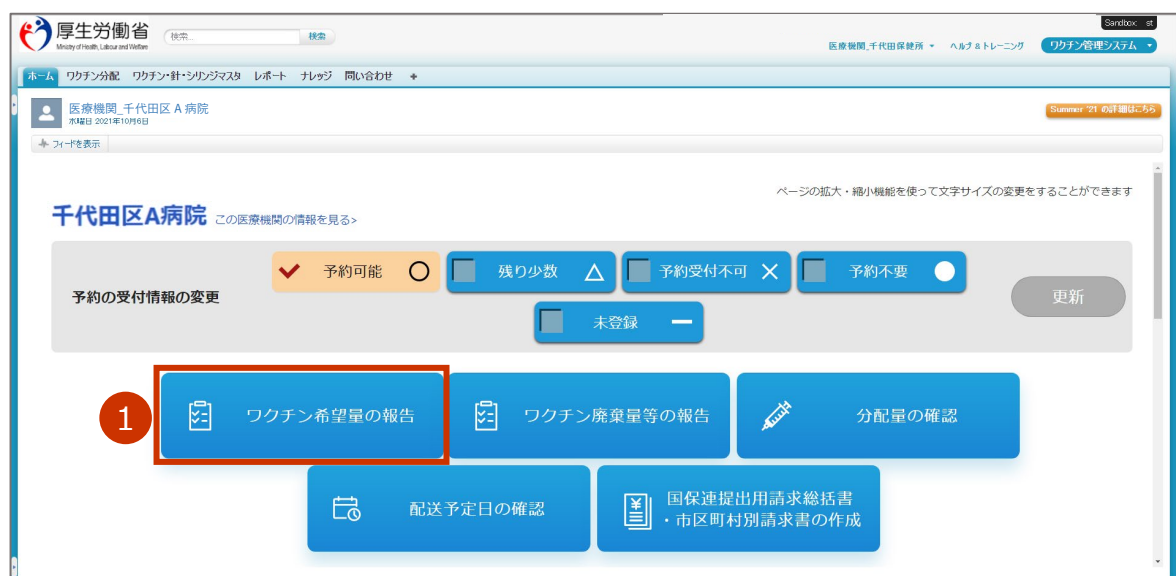 Sandbox: st
厚生労働省
Ministry of Health, Labour and Welfare
検索...
検索
医療機関_千代田保健所
ヘルプ & トレーニング
ワクチン管理システム
ホーム ワクチン分配 ワクチン・針・シリンジマスタ レポート ナレッジ 問い合わせ +
医療機関_千代田区 A 病院
水曜日 2021年10月6日
Summer '21 の詳細はこちら
フィードを表示
ページの拡大・縮小機能を使って文字サイズの変更をすることができます
千代田区A病院 この医療機関の情報を見る>
予約の受付情報の変更
予約可能
残り少数
予約受付不可
予約不要
未登録
更新
1
ワクチン希望量の報告
ワクチン廃棄量等の報告
分配量の確認
配送予定日の確認
国保連提出用請求総括書
・市区町村別請求書の作成